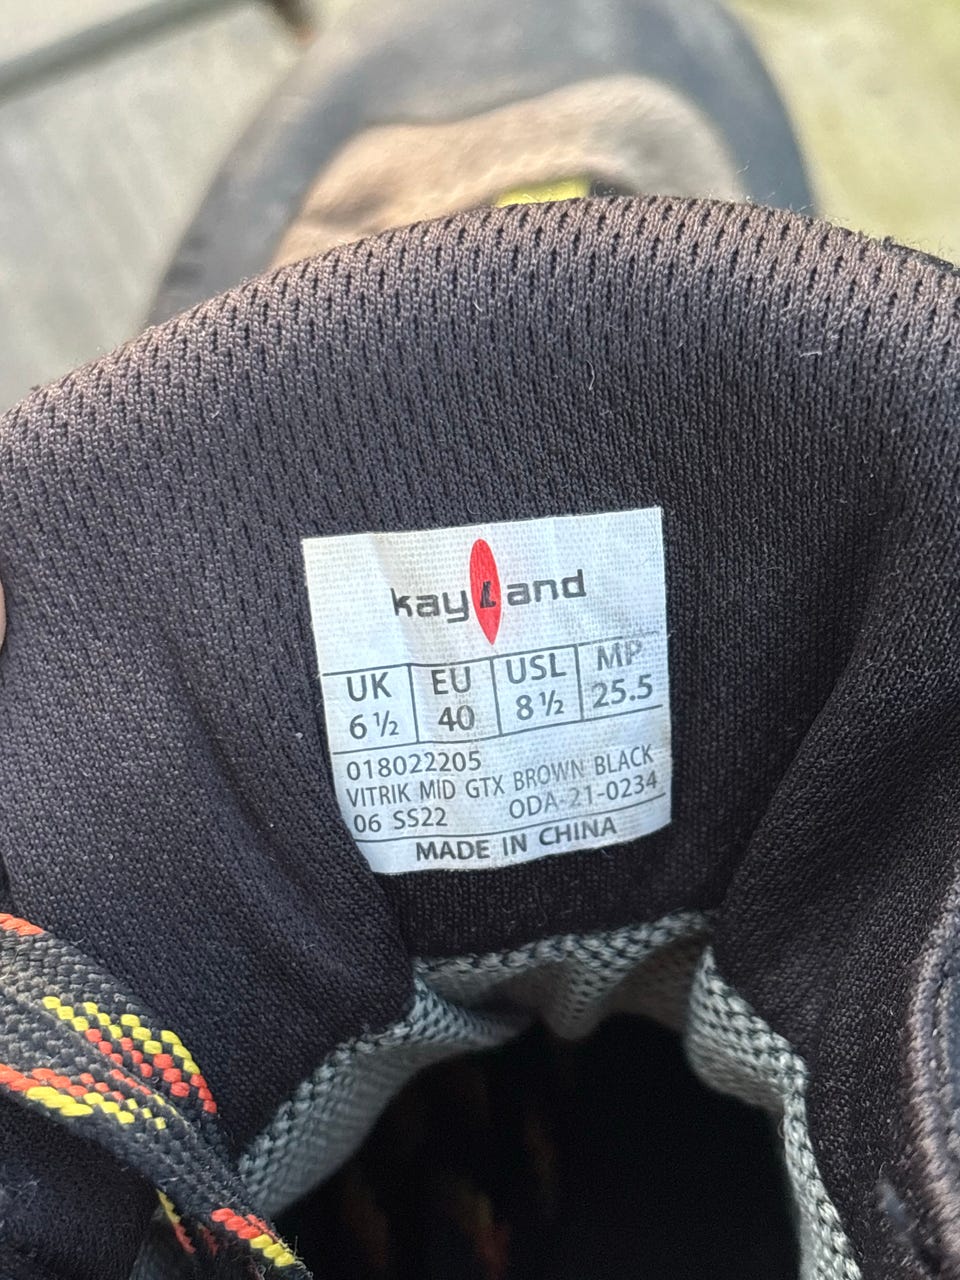 kayLand
UK EU USL MP
6 ½ 40 8 ½ 25.5
018022205
VITRIK MID GTX BROWN BLACK
06 SS22 ODA-21-0234
MADE IN CHINA